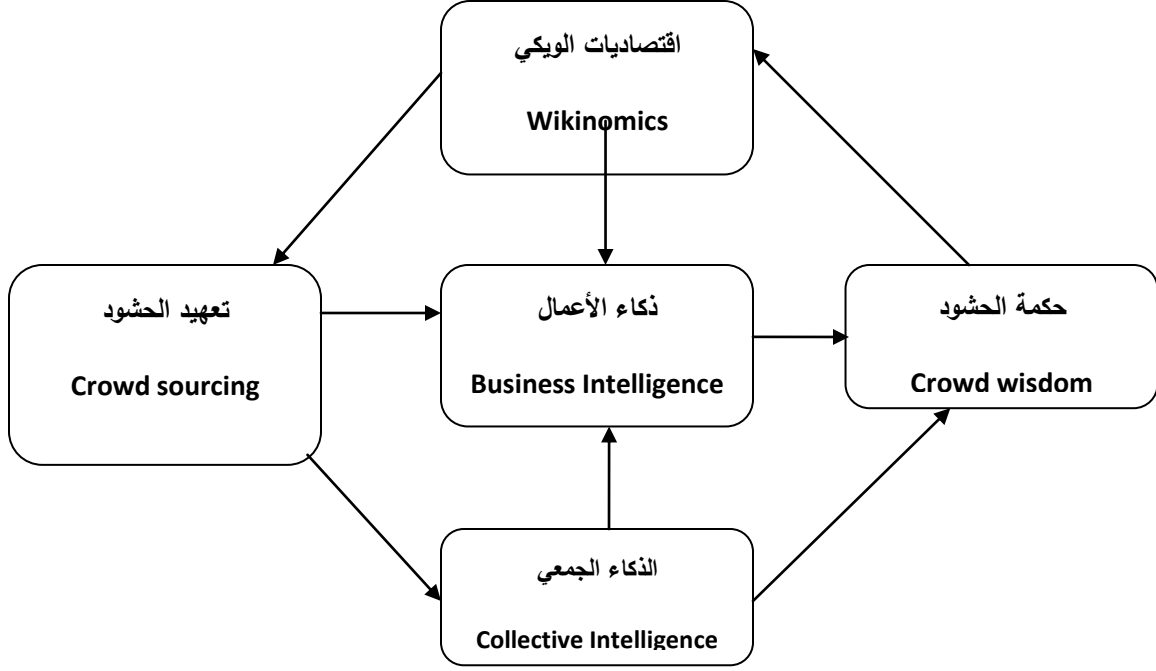 اقتصاديات الويكي
Wikinomics
تعهيد الحشود
Crowd sourcing
ذكاء الأعمال
Business Intelligence
حكمة الحشود
Crowd wisdom
الذكاء الجمعي
Collective Intelligence